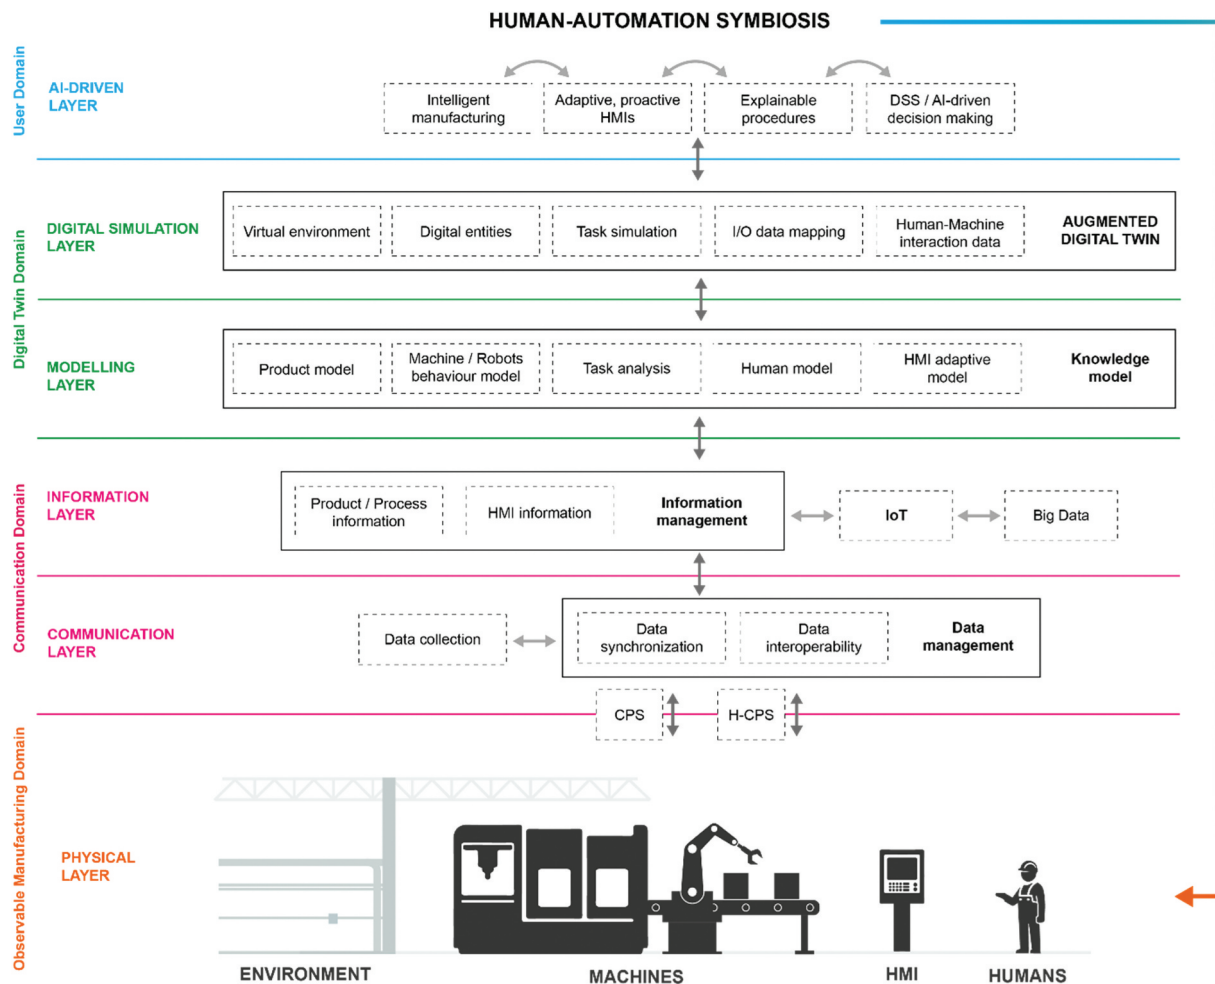 HUMAN-AUTOMATION SYMBIOSIS
User Domain
AI-DRIVEN
LAYER
Intelligent
manufacturing
Adaptive, proactive
HMIs
Explainable
procedures
DSS / AI-driven
decision making
Digital Twin Domain
DIGITAL SIMULATION
LAYER
Virtual environment
Digital entities
Task simulation
I/O data mapping
Human-Machine
interaction data
AUGMENTED
DIGITAL TWIN
MODELLING
LAYER
Product model
Machine / Robots
behaviour model
Task analysis
Human model
HMI adaptive
model
Knowledge
model
Communication Domain
INFORMATION
LAYER
Product / Process
information
HMI information
Information
management
IoT
Big Data
COMMUNICATION
LAYER
Data collection
Data
synchronization
Data
interoperability
Data
management
CPS
H-CPS
Observable Manufacturing Domain
PHYSICAL
LAYER
ENVIRONMENT
MACHINES
HMI
HUMANS